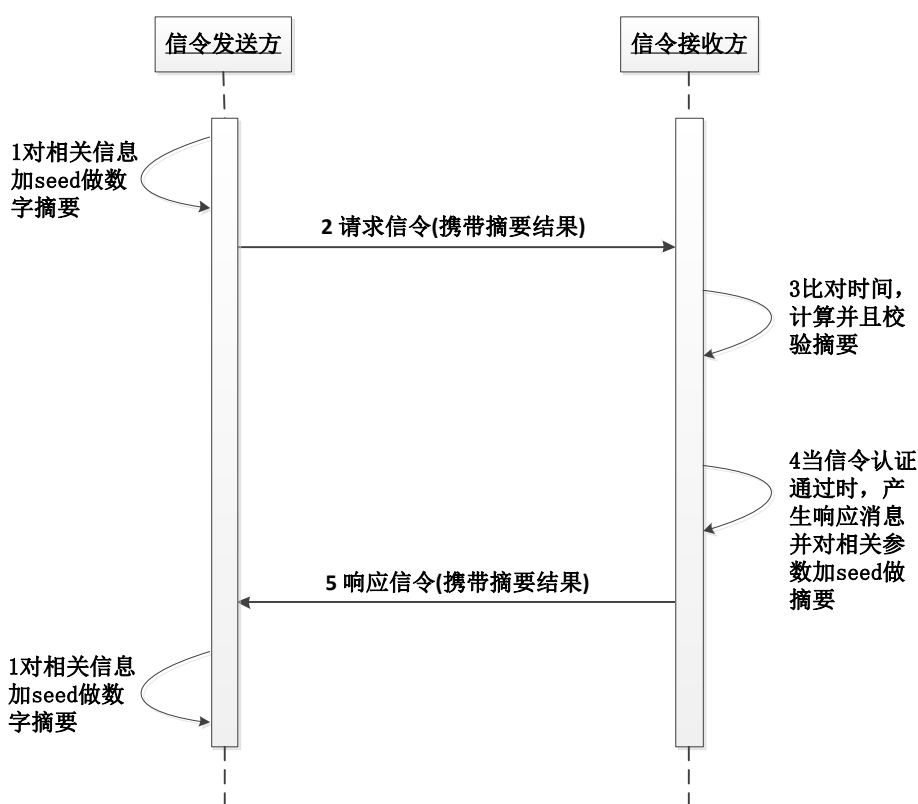 信令发送方
信令接收方
1对相关信息
加seed做数
字摘要
2 请求信令(携带摘要结果)
3比对时间，
计算并且校
验摘要
4当信令认证
通过时，产
生响应消息
并对相关参
数加seed做
摘要
5 响应信令(携带摘要结果)
1对相关信息
加seed做数
字摘要